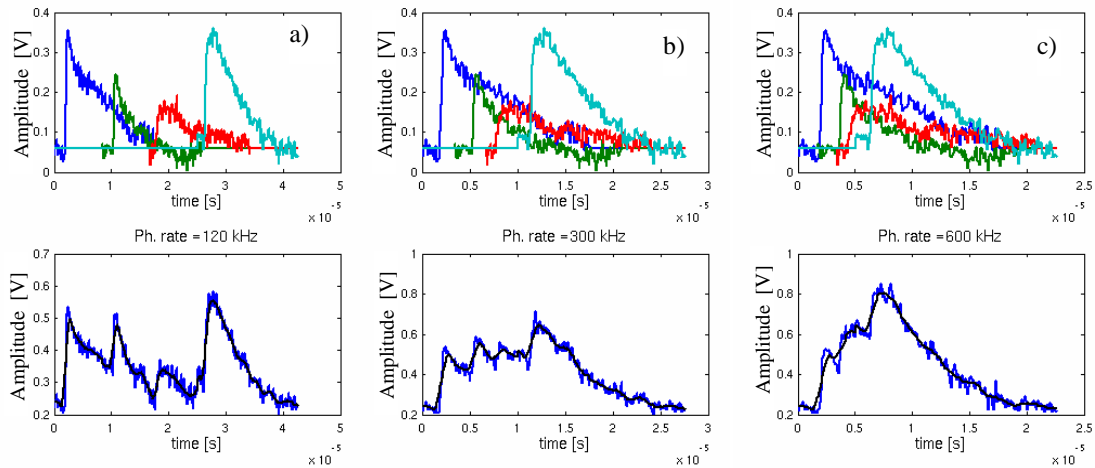 0.4 0.3 0.2 0.1 0
Amplitude [V]
a)
0 1 2 3 4 5
time [s]
x 10 -5
0.4 0.3 0.2 0.1 0
Amplitude [V]
b)
0 0.5 1 1.5 2 2.5 3
time [s]
x 10 -5
0.4 0.3 0.2 0.1 0
Amplitude [V]
c)
0 0.5 1 1.5 2 2.5
time [s]
x 10 -5
Ph. rate =120 kHz
0.7 0.6 0.5 0.4 0.3 0.2
Amplitude [V]
0 1 2 3 4 5
time [s]
x 10 -5
Ph. rate =300 kHz
1 0.8 0.6 0.4 0.2
Amplitude [V]
0 0.5 1 1.5 2 2.5 3
time [s]
x 10 -5
Ph. rate =600 kHz
1 0.8 0.6 0.4 0.2
Amplitude [V]
0 0.5 1 1.5 2 2.5
time [s]
x 10 -5